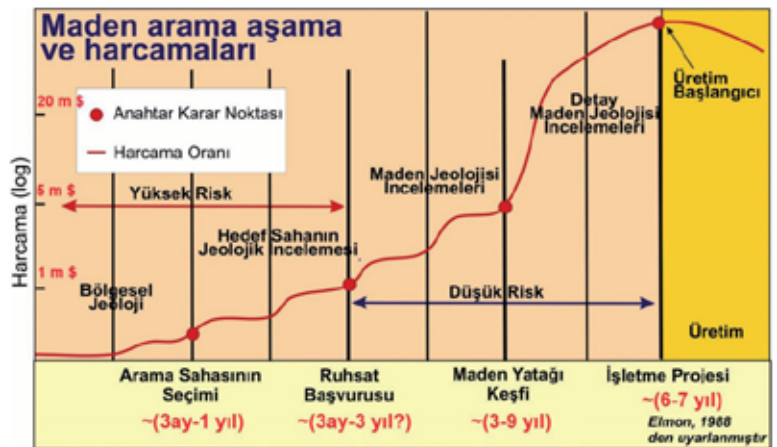 Maden arama aşama
ve harcamaları
Anahtar Karar Noktası
Harcama Oranı
Harcama (log)
20 m $
5 m $
1 m $
Yüksek Risk
Bölgesel
Jeoloji
Hedef Sahanın
Jeolojik İncelemesi
Maden Jeolojisi
İncelemeleri
Detay
Maden Jeolojisi
İncelemeleri
Üretim
Başlangıcı
Düşük Risk
Üretim
Arama Sahasının
Seçimi
~(3ay-1 yıl)
Ruhsat
Başvurusu
~(3ay-3 yıl?)
Maden Yatağı
Keşfi
~(3-9 yıl)
İşletme Projesi
~(6-7 yıl)
Elmon, 1988
den uyarlanmıştır